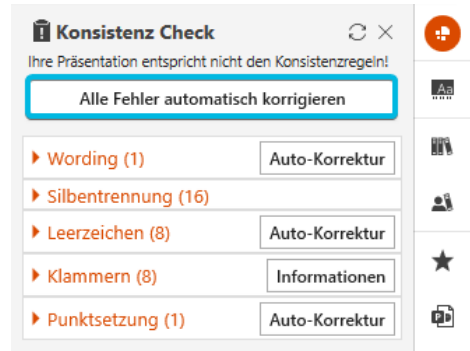 Konsistenz Check
Ihre Präsentation entspricht nicht den Konsistenzregeln!
Alle Fehler automatisch korrigieren
Wording (1) Auto-Korrektur
Silbentrennung (16)
Leerzeichen (8) Auto-Korrektur
Klammern (8) Informationen
Punktsetzung (1) Auto-Korrektur
Aa